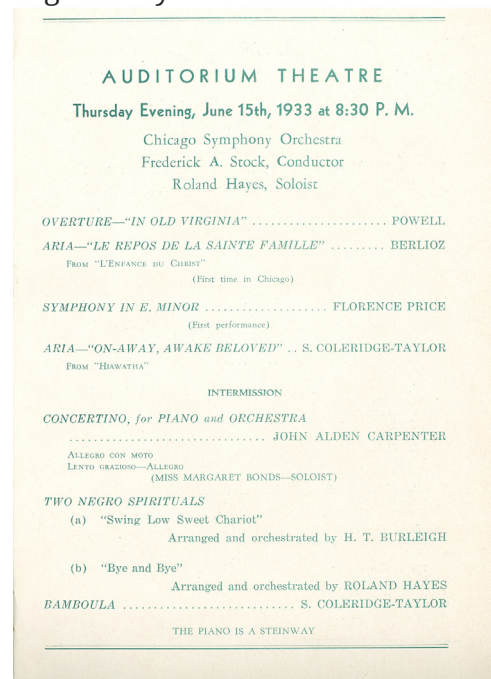 AUDITORIUM THEATRE
Thursday Evening, June 15th, 1933 at 8:30 P. M.
Chicago Symphony Orchestra
Frederick A. Stock, Conductor
Roland Hayes, Soloist
OVERTURE—“IN OLD VIRGINIA” ...................... POWELL
ARIA—“LE REPOS DE LA SAINTE FAMILLE” ......... BERLIOZ
FROM “L'ENFANCE DU CHRIST”
(First time in Chicago)
SYMPHONY IN E. MINOR .................... FLORENCE PRICE
(First performance)
ARIA—“ON-AWAY, AWAKE BELOVED” .. S. COLERIDGE-TAYLOR
FROM “HIAWATHA”
INTERMISSION
CONCERTINO, for PIANO and ORCHESTRA
................................ JOHN ALDEN CARPENTER
ALLEGRO CON MOTO
LENTO GRAZIOSO—ALLEGRO
(MISS MARGARET BONDS—SOLOIST)
TWO NEGRO SPIRITUALS
(a) “Swing Low Sweet Chariot”
Arranged and orchestrated by H. T. BURLEIGH
(b) “Bye and Bye”
Arranged and orchestrated by ROLAND HAYES
BAMBOULA ............................ S. COLERIDGE-TAYLOR
THE PIANO IS A STEINWAY